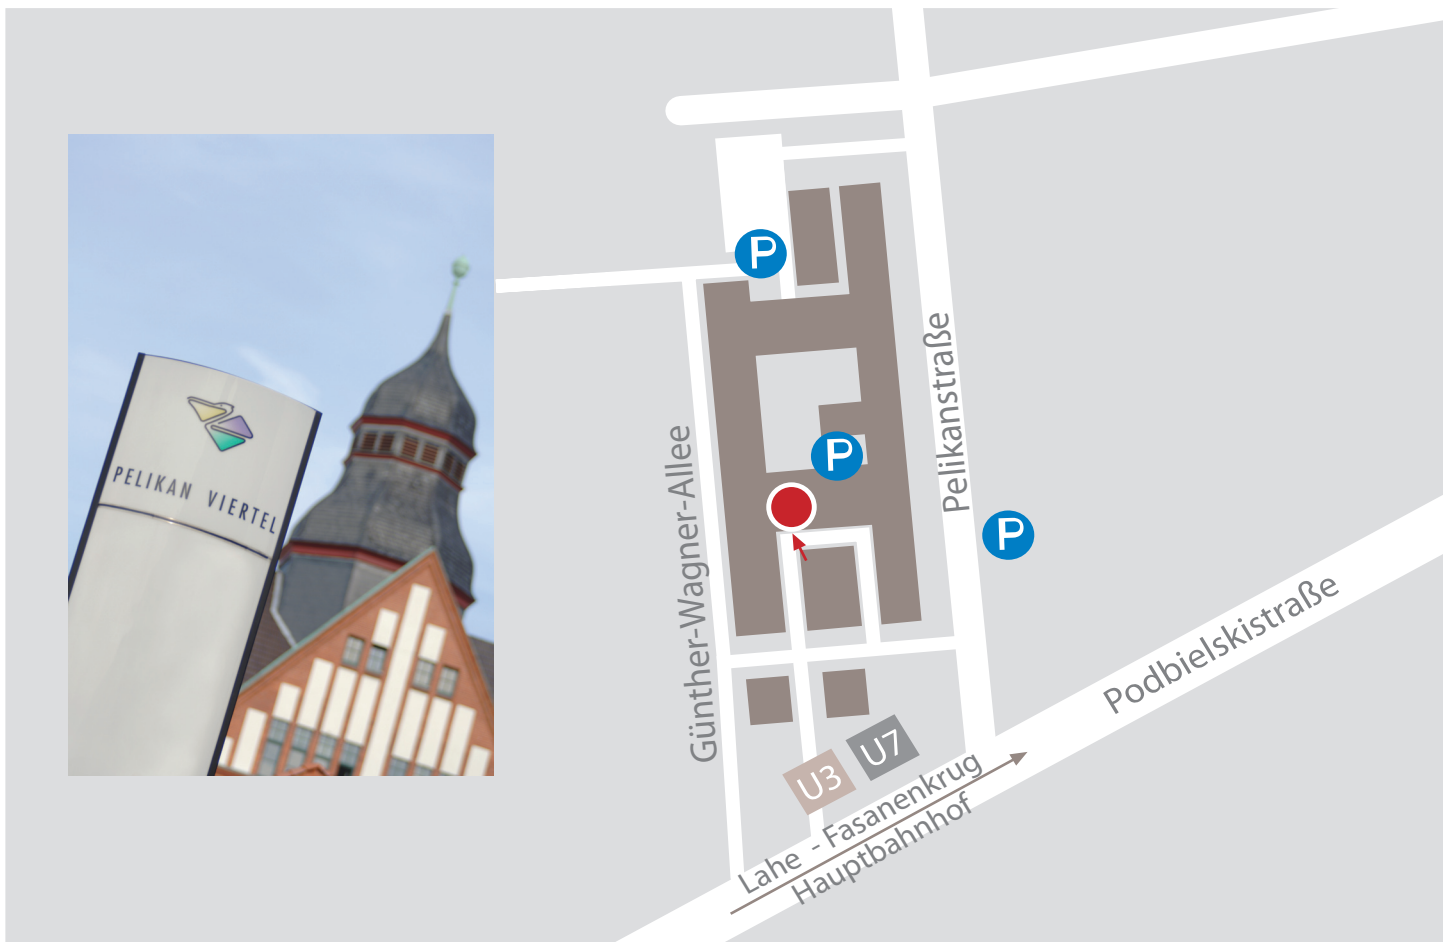 PELIKAN VIERTEL
P
P
P
Günther-Wagner-Allee
Pelikanstraße
Podbielskistraße
U3
U7
Lahe - Fasanenkrug
Hauptbahnhof